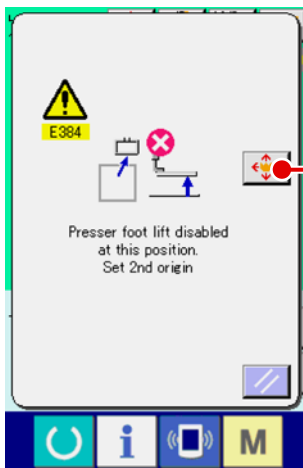 E384
Presser foot lift disabled
at this position.
Set 2nd origin
i
M